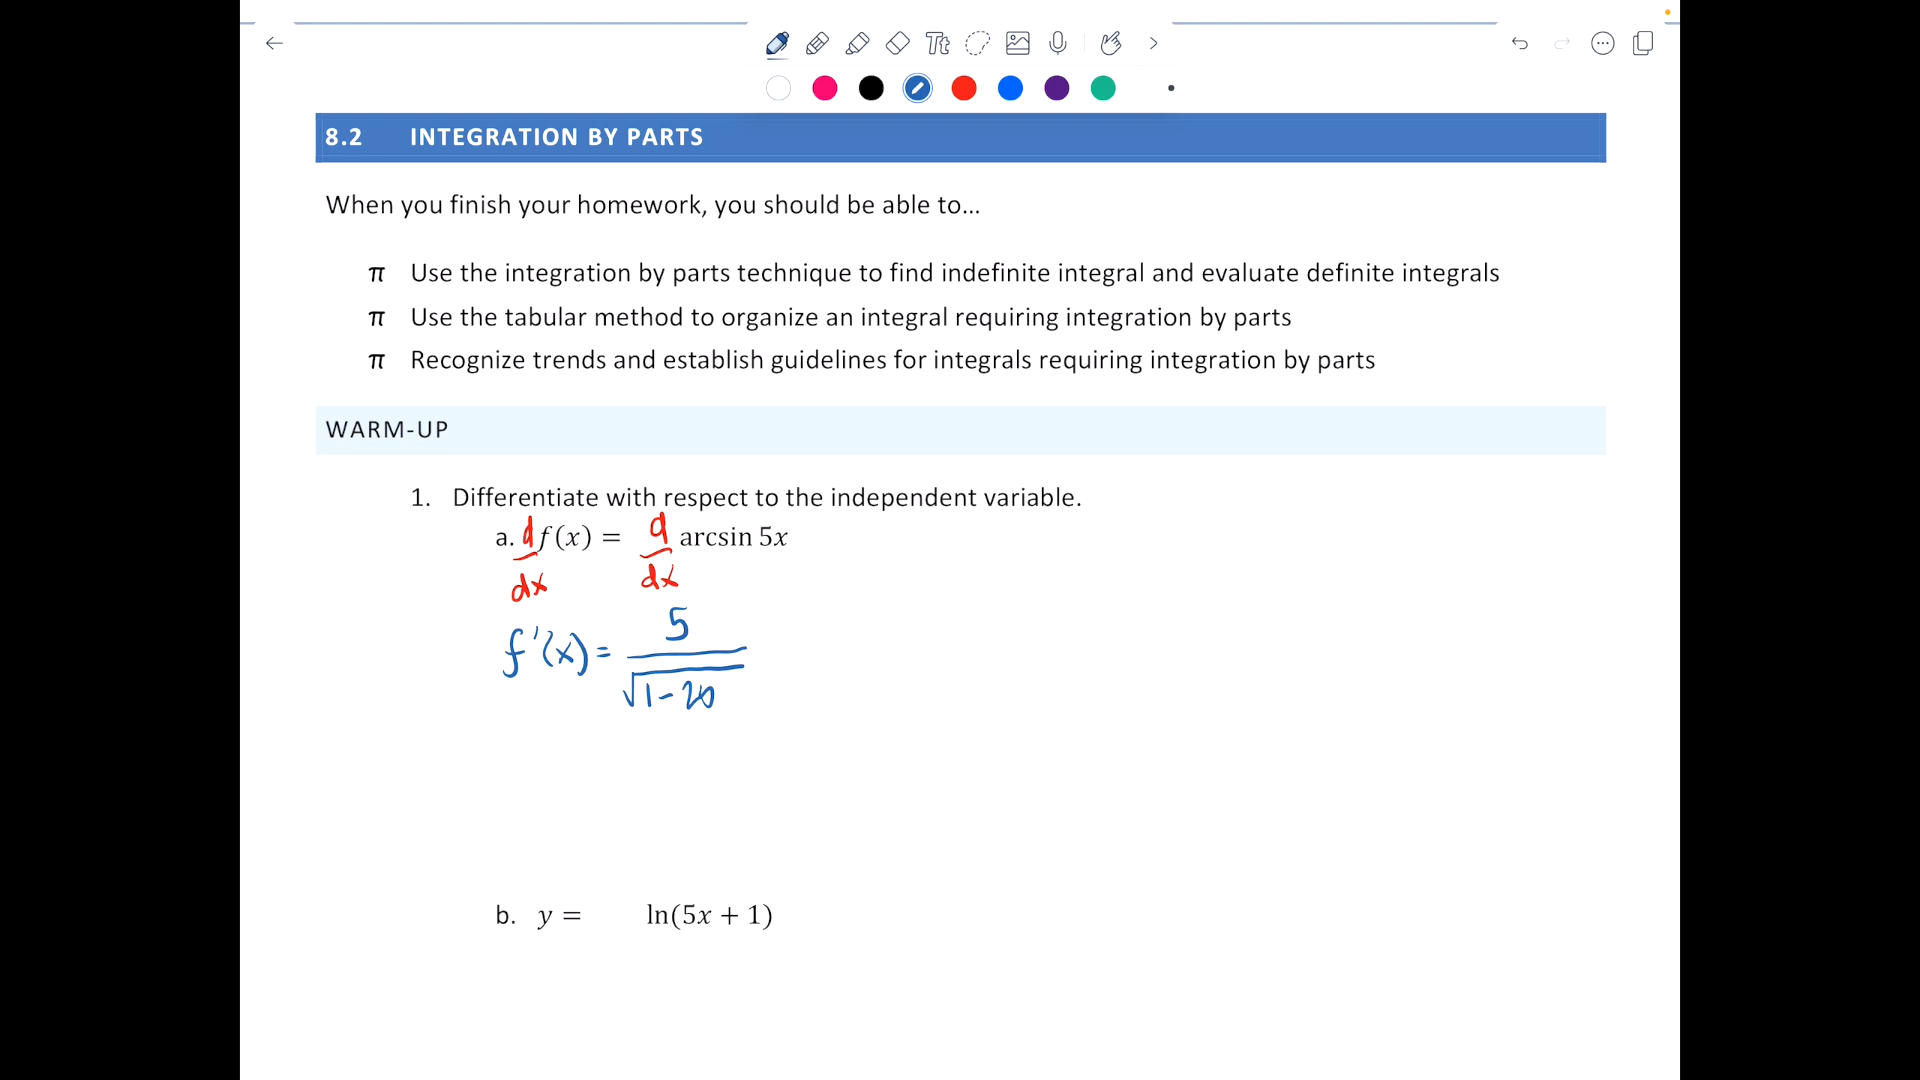 Tt
8.2 INTEGRATION BY PARTS
When you finish your homework, you should be able to…
π Use the integration by parts technique to find indefinite integral and evaluate definite integrals
π Use the tabular method to organize an integral requiring integration by parts
π Recognize trends and establish guidelines for integrals requiring integration by parts
WARM-UP
1. Differentiate with respect to the independent variable.
a. d/dx f(x) = d/dx arcsin 5x
f'(x) = 5/√1-20
b. y = ln(5x + 1)